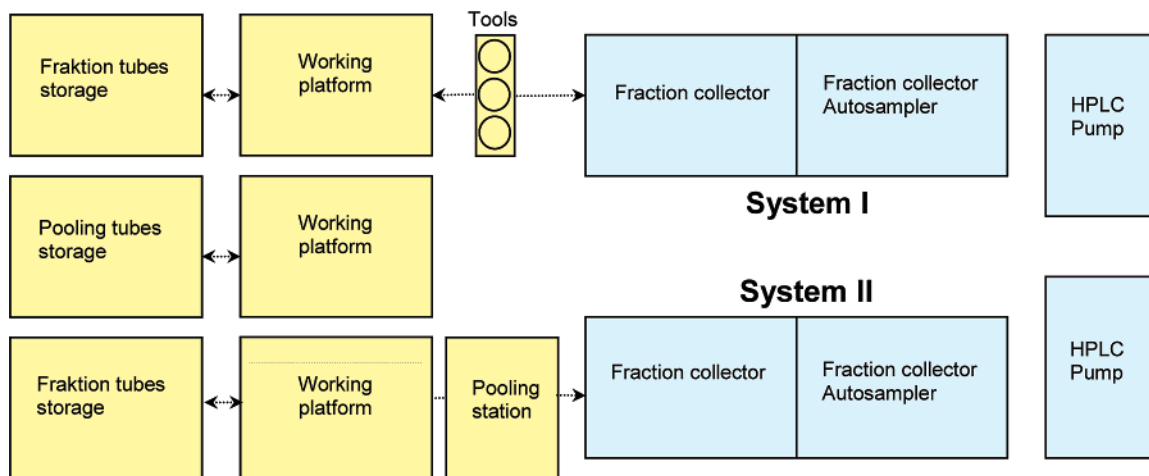 Tools
Fraktion tubes
storage
Working
platform
Fraction collector
Fraction collector
Autosampler
HPLC
Pump
System I
Pooling tubes
storage
Working
platform
System II
Fraktion tubes
storage
Working
platform
Pooling
station
Fraction collector
Fraction collector
Autosampler
HPLC
Pump